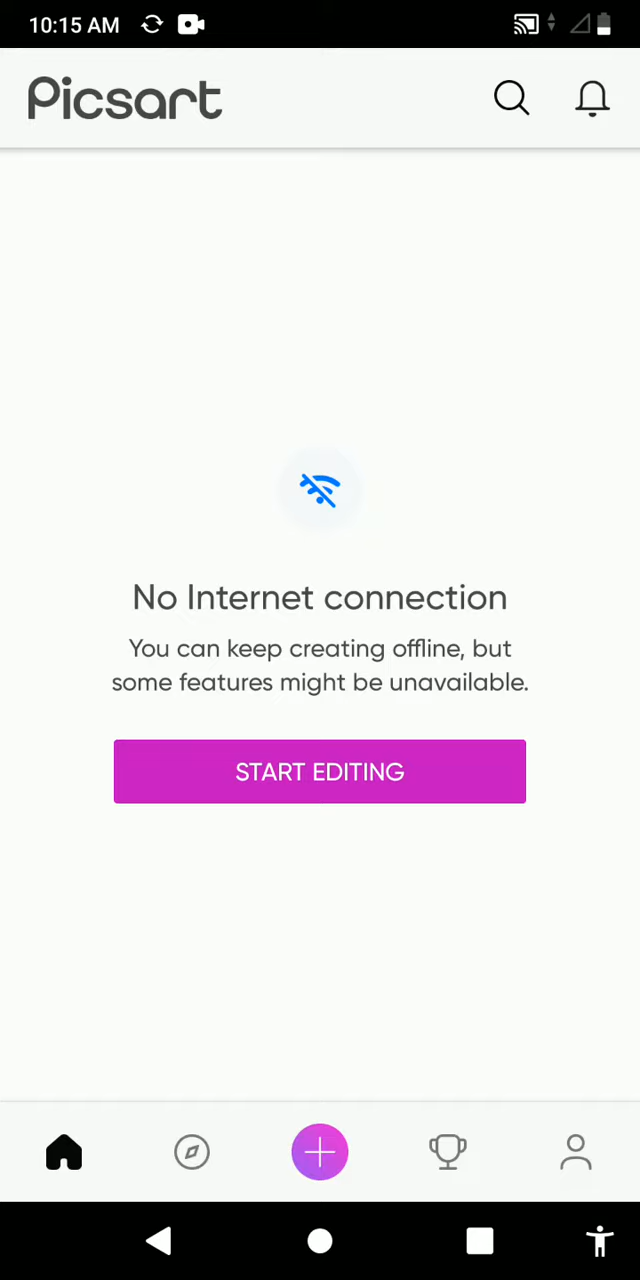 10:15 AM
Picsart
No Internet connection
You can keep creating offline, but
some features might be unavailable.
START EDITING